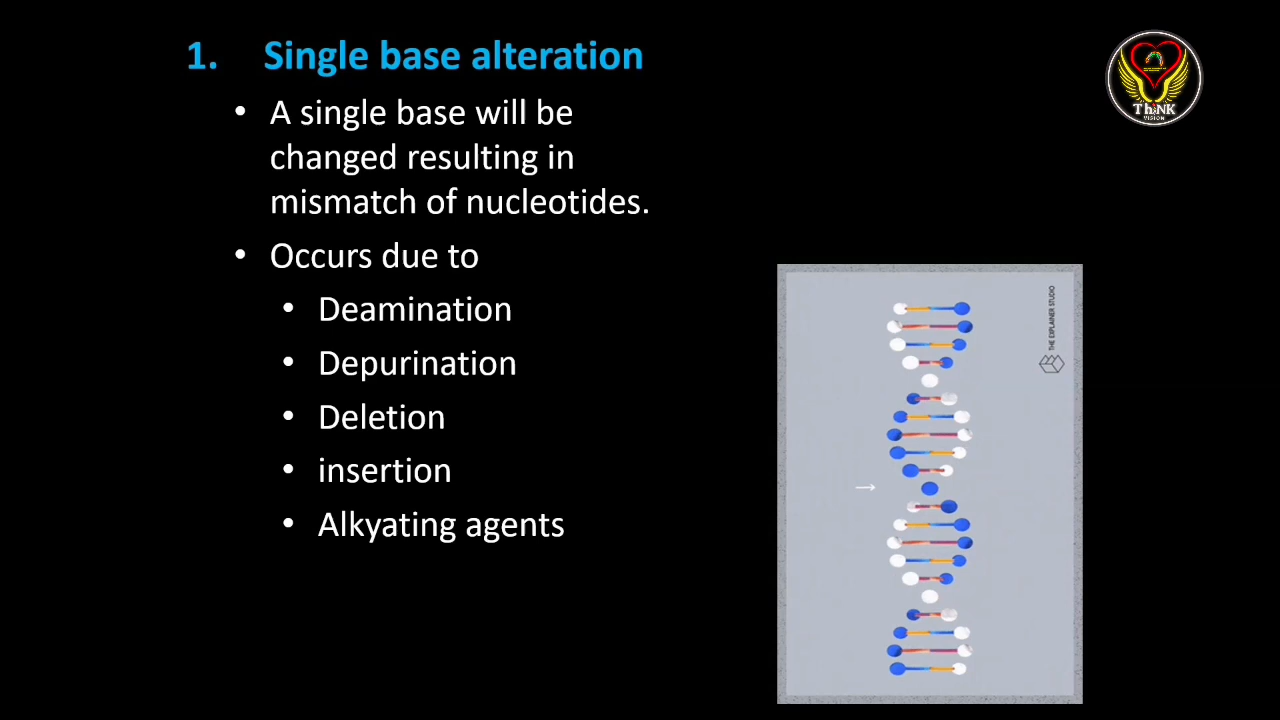 1. Single base alteration
• A single base will be
changed resulting in
mismatch of nucleotides.
• Occurs due to
• Deamination
• Depurination
• Deletion
• insertion
• Alkyating agents
ThiNK
VISION
THE EXPLAINER STUDIO